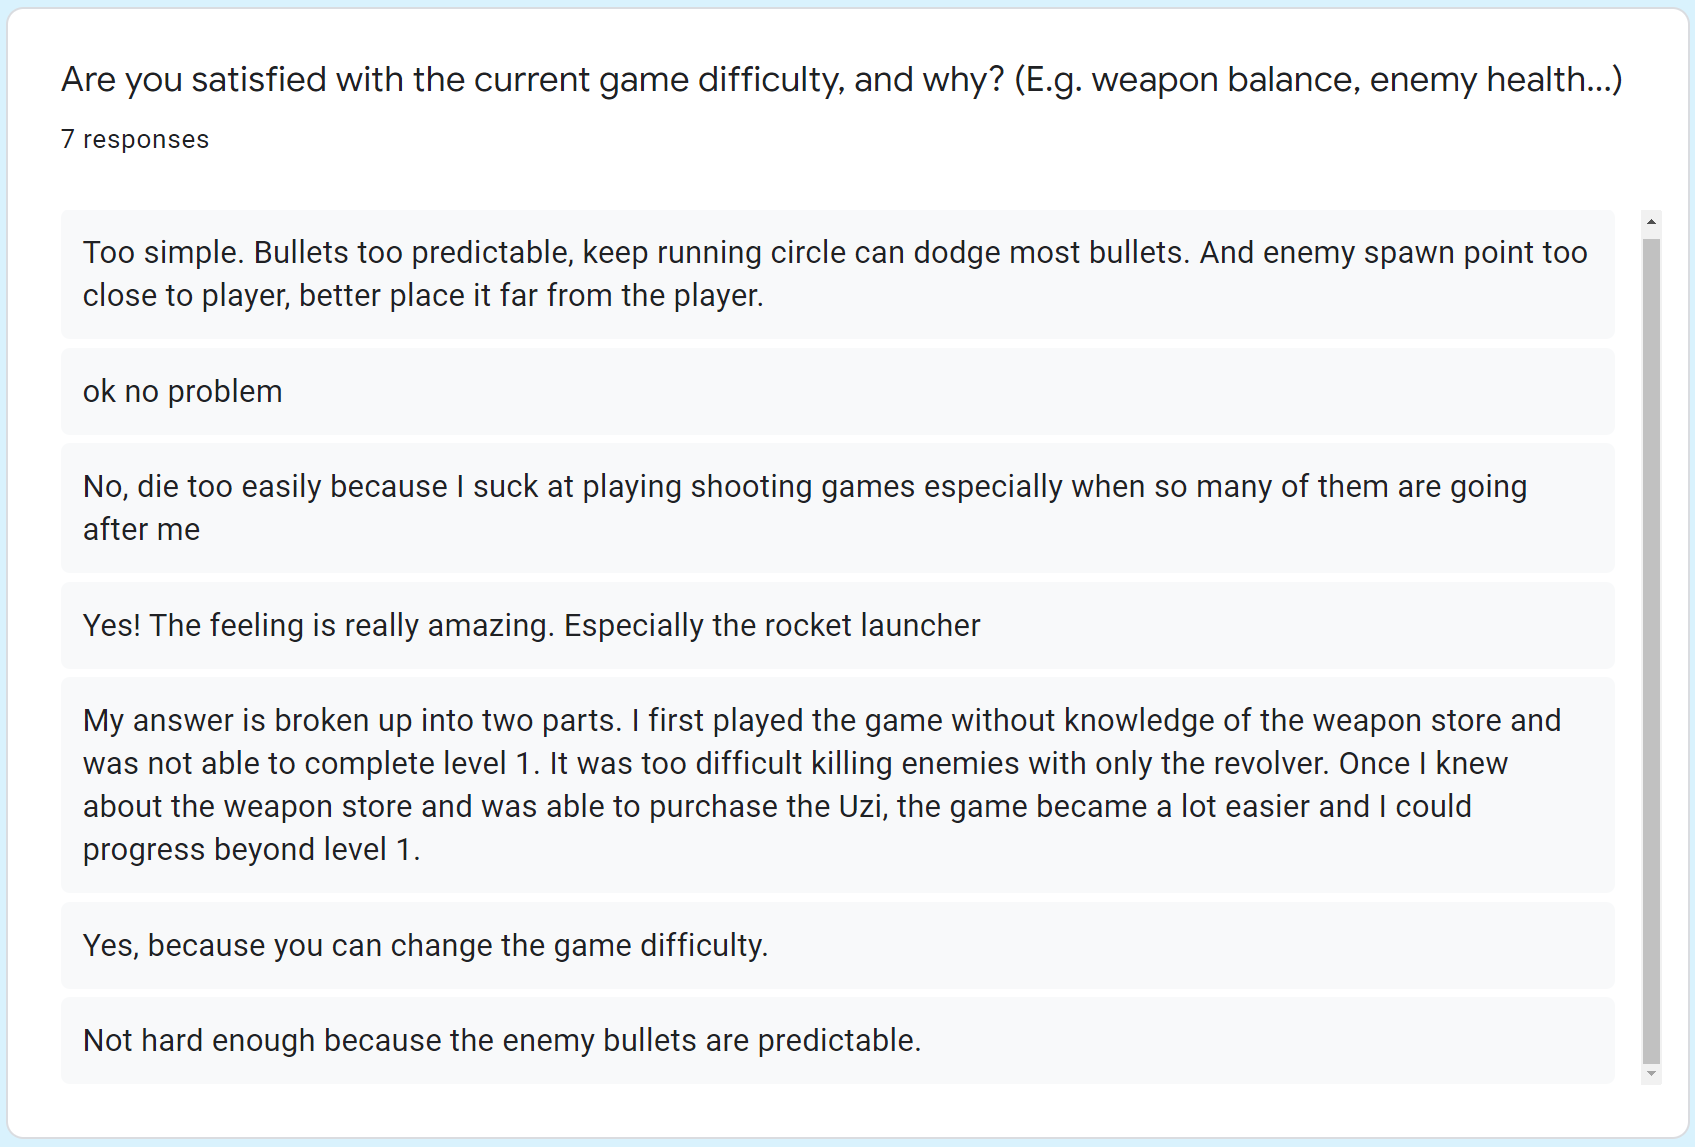 Are you satisfied with the current game difficulty, and why? (E.g. weapon balance, enemy health...)
7 responses
Too simple. Bullets too predictable, keep running circle can dodge most bullets. And enemy spawn point too
close to player, better place it far from the player.
ok no problem
No, die too easily because I suck at playing shooting games especially when so many of them are going
after me
Yes! The feeling is really amazing. Especially the rocket launcher
My answer is broken up into two parts. I first played the game without knowledge of the weapon store and
was not able to complete level 1. It was too difficult killing enemies with only the revolver. Once I knew
about the weapon store and was able to purchase the Uzi, the game became a lot easier and I could
progress beyond level 1.
Yes, because you can change the game difficulty.
Not hard enough because the enemy bullets are predictable.